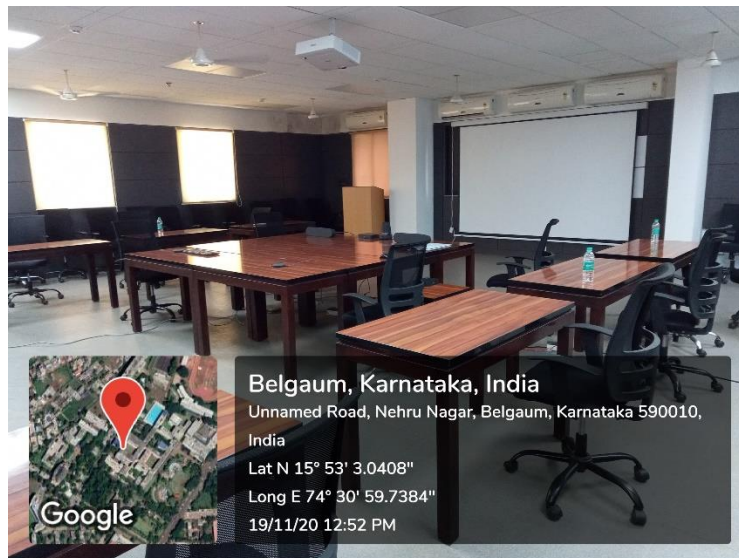 Belgaum, Karnataka, India
Unnamed Road, Nehru Nagar, Belgaum, Karnataka 590010,
India
Lat N 15° 53' 3.0408"
Long E 74° 30' 59.7384"
19/11/20 12:52 PM
Google